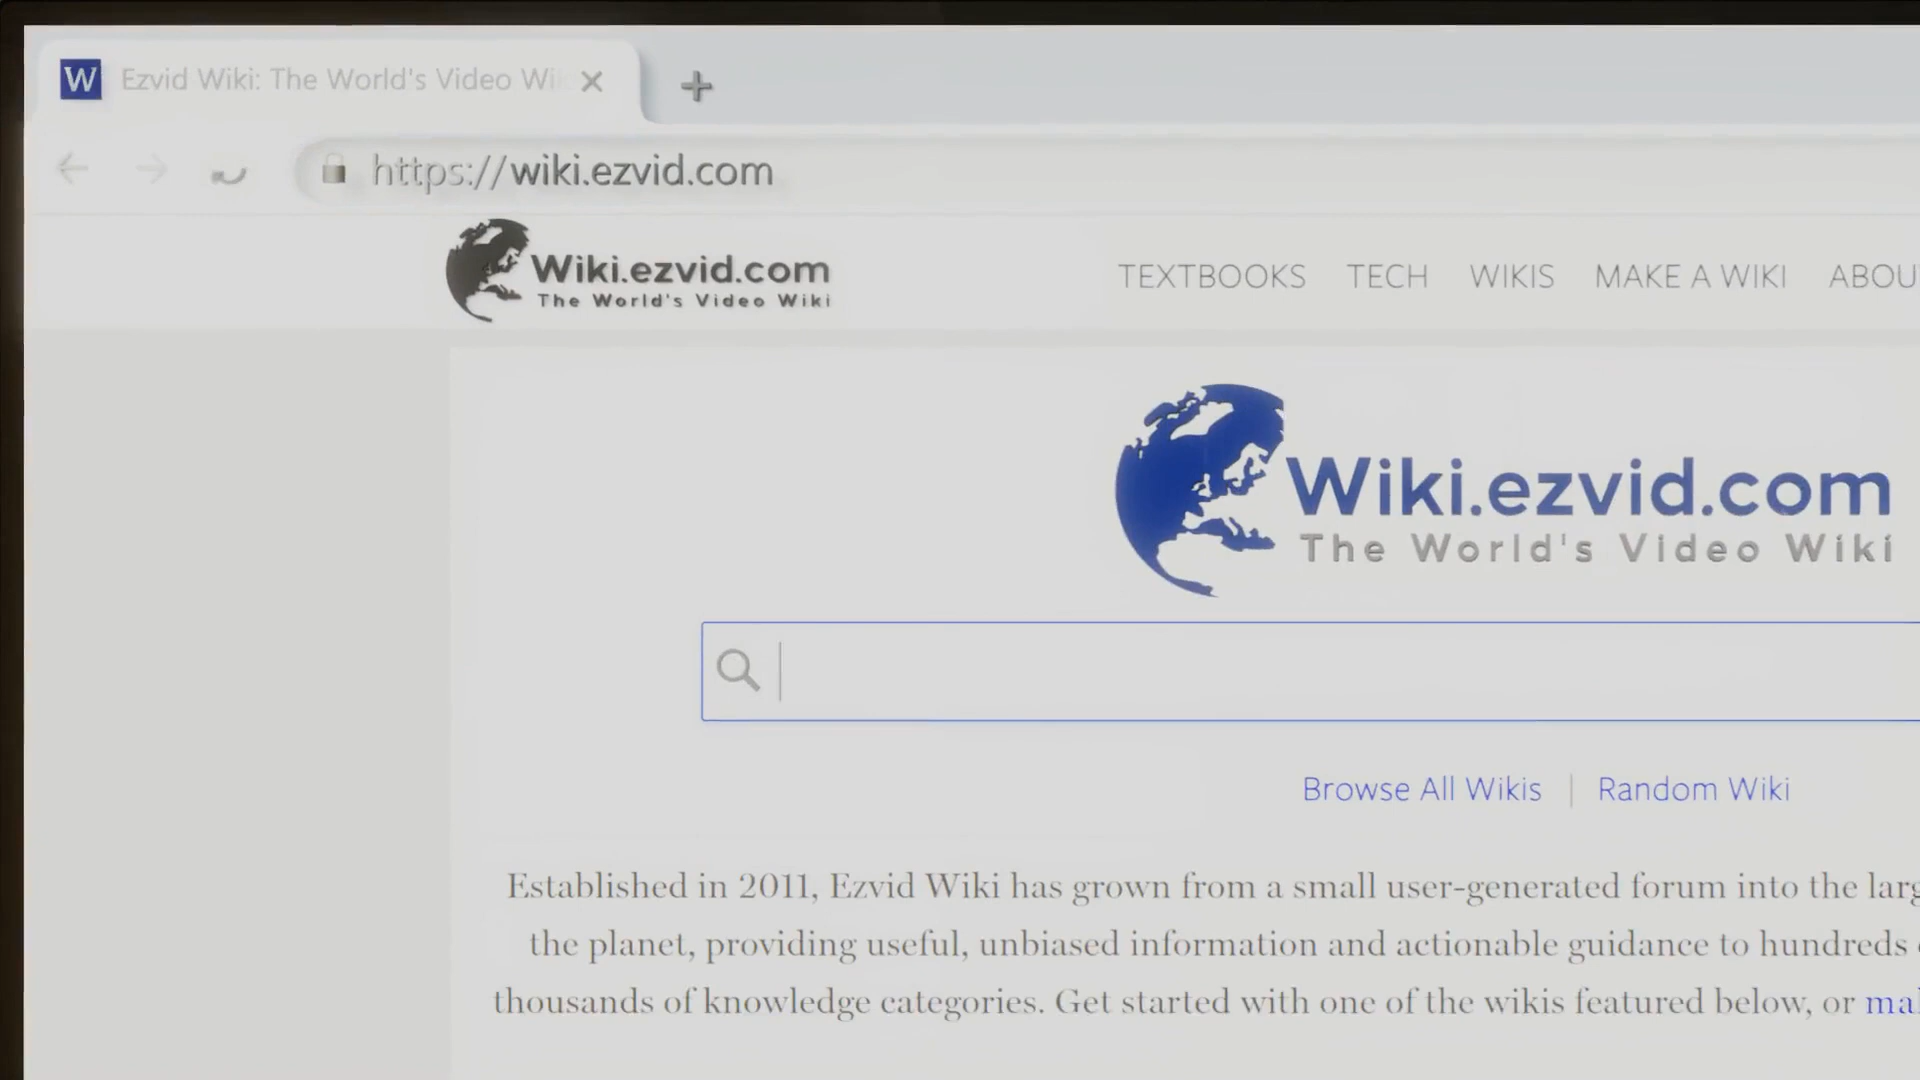 W Ezvid Wiki: The World's Video Wi
https://wiki.ezvid.com
Wiki.ezvid.com
The World's Video Wiki
TEXTBOOKS TECH WIKIS MAKE A WIKI ABOU
Wiki.ezvid.com
The World's Video Wiki
Browse All Wikis | Random Wiki
Established in 2011, Ezvid Wiki has grown from a small user-generated forum into the larg
the planet, providing useful, unbiased information and actionable guidance to hundreds
thousands of knowledge categories. Get started with one of the wikis featured below, or ma